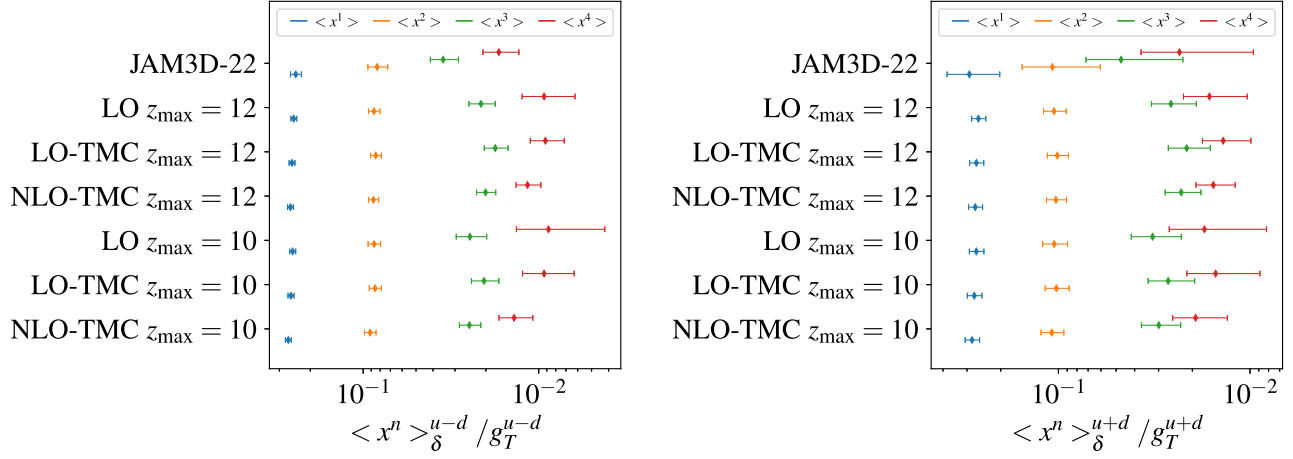 < x¹ > < x² > < x³ > < x⁴ >
JAM3D-22
LO z_max = 12
LO-TMC z_max = 12
NLO-TMC z_max = 12
LO z_max = 10
LO-TMC z_max = 10
NLO-TMC z_max = 10
10⁻¹ 10⁻²
< xⁿ >_δ^{u−d} / g_T^{u−d}
< x¹ > < x² > < x³ > < x⁴ >
JAM3D-22
LO z_max = 12
LO-TMC z_max = 12
NLO-TMC z_max = 12
LO z_max = 10
LO-TMC z_max = 10
NLO-TMC z_max = 10
10⁻¹ 10⁻²
< xⁿ >_δ^{u+d} / g_T^{u+d}